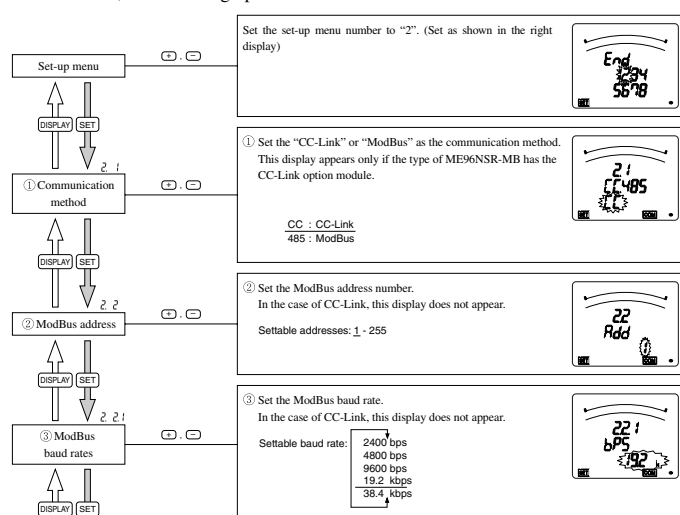 Set the set-up menu number to “2”. (Set as shown in the right
display)
Set-up menu
+ . −
End
1234
5678
SET
DISPLAY SET
2. 1
① Communication
method
+ . −
① Set the “CC-Link” or “ModBus” as the communication method.
This display appears only if the type of ME96NSR-MB has the
CC-Link option module.
CC : CC-Link
485 : ModBus
2.1
CC485
CC
SET COM
DISPLAY SET
2. 2
② ModBus address
+ . −
② Set the ModBus address number.
In the case of CC-Link, this display does not appear.
Settable addresses: 1 - 255
2.2
Add
1
SET COM
DISPLAY SET
2. 2.1
③ ModBus
baud rates
+ . −
③ Set the ModBus baud rate.
In the case of CC-Link, this display does not appear.
Settable baud rate:
2400 bps
4800 bps
9600 bps
19.2 kbps
38.4 kbps
2.2.1
bPS
19.2 k
SET COM
DISPLAY SET